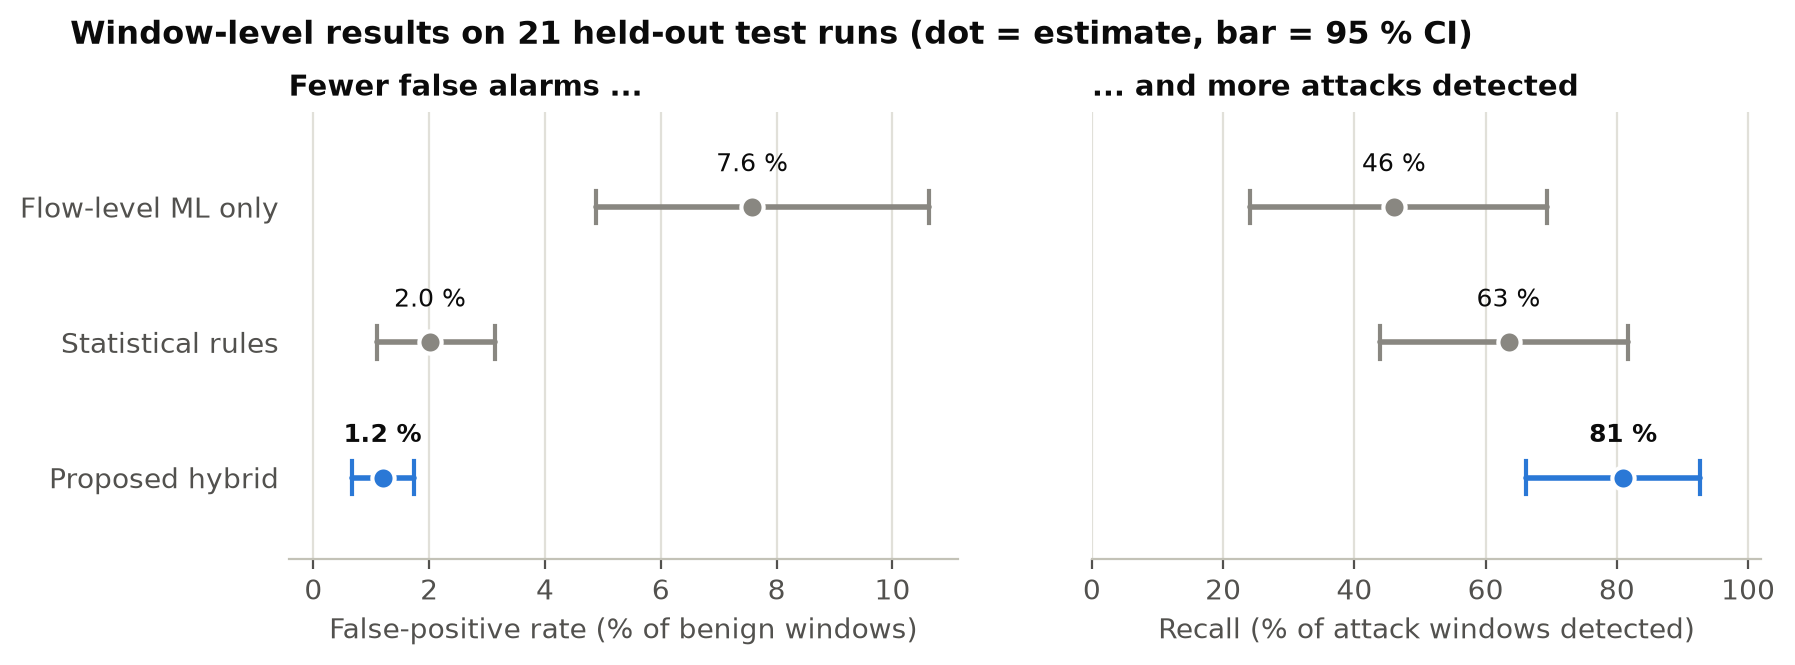 Window-level results on 21 held-out test runs (dot = estimate, bar = 95 % CI)
Fewer false alarms ...
7.6 %
Flow-level ML only
2.0 %
Statistical rules
1.2 %
Proposed hybrid
0 2 4 6 8 10
False-positive rate (% of benign windows)
... and more attacks detected
46 %
63 %
81 %
0 20 40 60 80 100
Recall (% of attack windows detected)